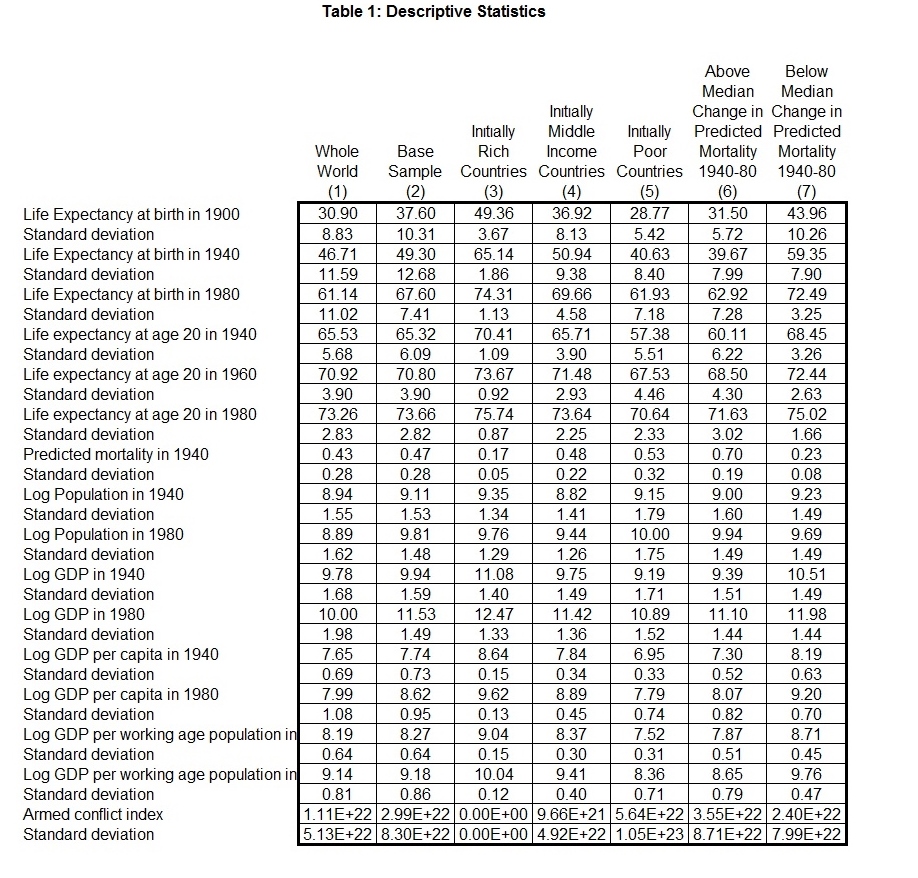 Table 1: Descriptive Statistics
Above Below
Median Median
Initially Change in Change in
Initially Middle Initially Predicted Predicted
Whole Base Rich Income Poor Mortality Mortality
World Sample Countries Countries Countries 1940-80 1940-80
(1) (2) (3) (4) (5) (6) (7)
Life Expectancy at birth in 1900 30.90 37.60 49.36 36.92 28.77 31.50 43.96
Standard deviation 8.83 10.31 3.67 8.13 5.42 5.72 10.26
Life Expectancy at birth in 1940 46.71 49.30 65.14 50.94 40.63 39.67 59.35
Standard deviation 11.59 12.68 1.86 9.38 8.40 7.99 7.90
Life Expectancy at birth in 1980 61.14 67.60 74.31 69.66 61.93 62.92 72.49
Standard deviation 11.02 7.41 1.13 4.58 7.18 7.28 3.25
Life expectancy at age 20 in 1940 65.53 65.32 70.41 65.71 57.38 60.11 68.45
Standard deviation 5.68 6.09 1.09 3.90 5.51 6.22 3.26
Life expectancy at age 20 in 1960 70.92 70.80 73.67 71.48 67.53 68.50 72.44
Standard deviation 3.90 3.90 0.92 2.93 4.46 4.30 2.63
Life expectancy at age 20 in 1980 73.26 73.66 75.74 73.64 70.64 71.63 75.02
Standard deviation 2.83 2.82 0.87 2.25 2.33 3.02 1.66
Predicted mortality in 1940 0.43 0.47 0.17 0.48 0.53 0.70 0.23
Standard deviation 0.28 0.28 0.05 0.22 0.32 0.19 0.08
Log Population in 1940 8.94 9.11 9.35 8.82 9.15 9.00 9.23
Standard deviation 1.55 1.53 1.34 1.41 1.79 1.60 1.49
Log Population in 1980 8.89 9.81 9.76 9.44 10.00 9.94 9.69
Standard deviation 1.62 1.48 1.29 1.26 1.75 1.49 1.49
Log GDP in 1940 9.78 9.94 11.08 9.75 9.19 9.39 10.51
Standard deviation 1.68 1.59 1.40 1.49 1.71 1.51 1.49
Log GDP in 1980 10.00 11.53 12.47 11.42 10.89 11.10 11.98
Standard deviation 1.98 1.49 1.33 1.36 1.52 1.44 1.44
Log GDP per capita in 1940 7.65 7.74 8.64 7.84 6.95 7.30 8.19
Standard deviation 0.69 0.73 0.15 0.34 0.33 0.52 0.63
Log GDP per capita in 1980 7.99 8.62 9.62 8.89 7.79 8.07 9.20
Standard deviation 1.08 0.95 0.13 0.45 0.74 0.82 0.70
Log GDP per working age population in 8.19 8.27 9.04 8.37 7.52 7.87 8.71
Standard deviation 0.64 0.64 0.15 0.30 0.31 0.51 0.45
Log GDP per working age population in 9.14 9.18 10.04 9.41 8.36 8.65 9.76
Standard deviation 0.81 0.86 0.12 0.40 0.71 0.79 0.47
Armed conflict index 1.11E+22 2.99E+22 0.00E+00 9.66E+21 5.64E+22 3.55E+22 2.40E+22
Standard deviation 5.13E+22 8.30E+22 0.00E+00 4.92E+22 1.05E+23 8.71E+22 7.99E+22